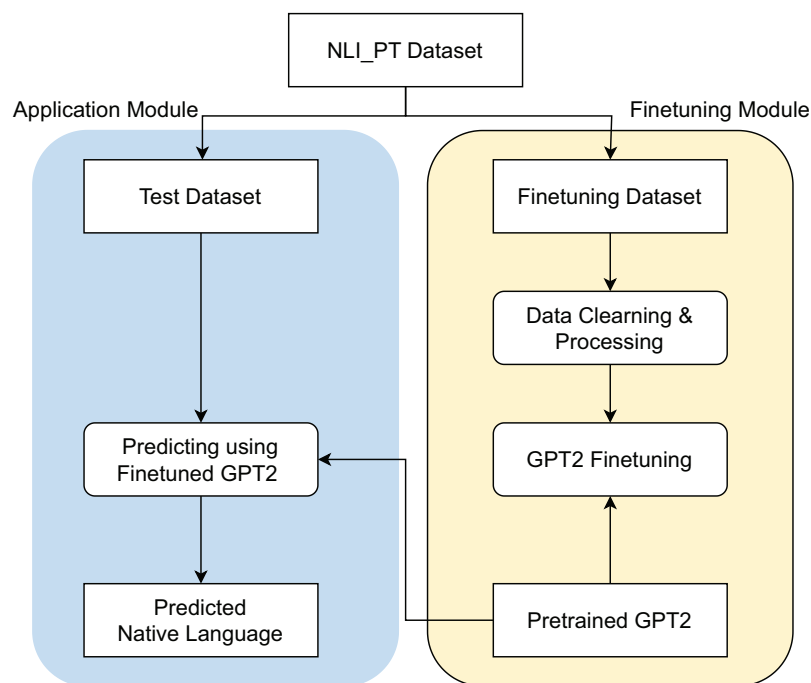 NLI_PT Dataset
Application Module
Finetuning Module
Test Dataset
Finetuning Dataset
Data Clearning &
Processing
Predicting using
Finetuned GPT2
GPT2 Finetuning
Predicted
Native Language
Pretrained GPT2